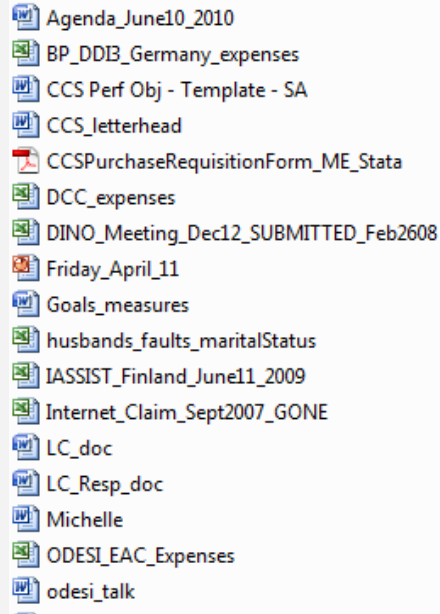 Agenda_June10_2010
BP_DDI3_Germany_expenses
CCS Perf Obj - Template - SA
CCS_letterhead
CCSPurchaseRequisitionForm_ME_Stata
DCC_expenses
DINO_Meeting_Dec12_SUBMITTED_Feb2608
Friday_April_11
Goals_measures
husbands_faults_maritalStatus
IASSIST_Finland_June11_2009
Internet_Claim_Sept2007_GONE
LC_doc
LC_Resp_doc
Michelle
ODESI_EAC_Expenses
odesi_talk